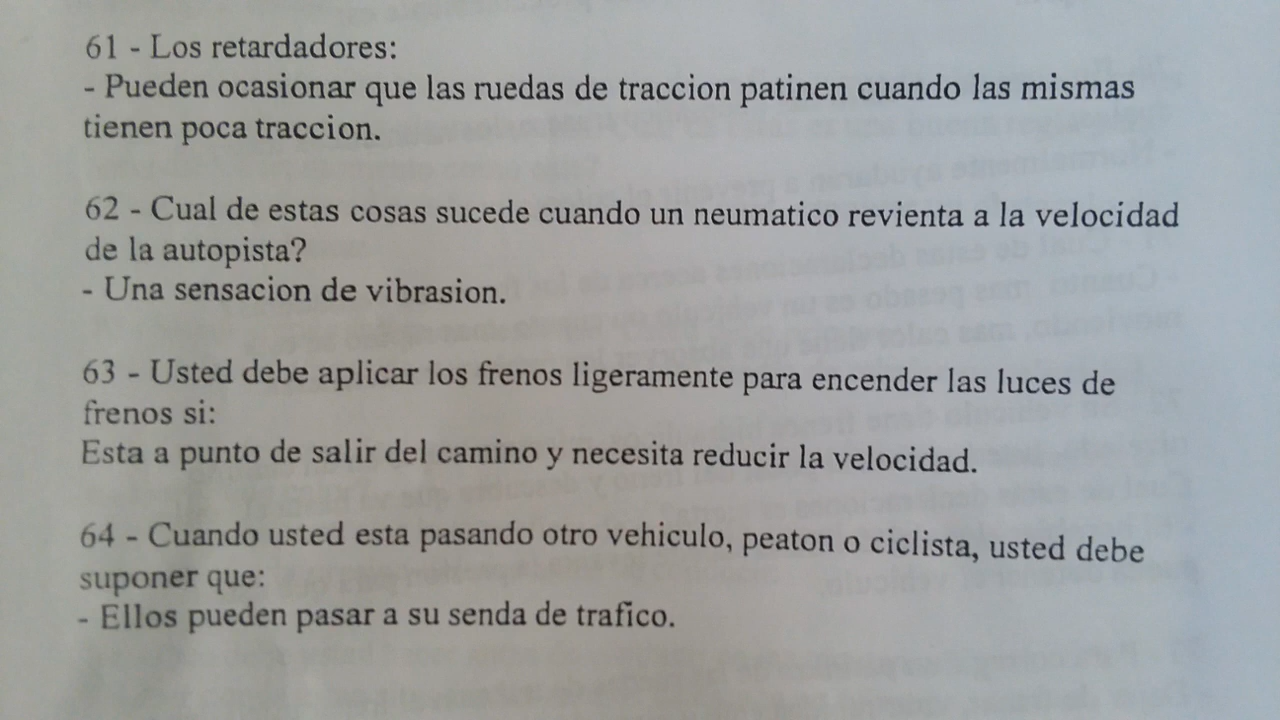 61 - Los retardadores:
- Pueden ocasionar que las ruedas de traccion patinen cuando las mismas
tienen poca traccion.
62 - Cual de estas cosas sucede cuando un neumatico revienta a la velocidad
de la autopista?
- Una sensacion de vibrasion.
63 - Usted debe aplicar los frenos ligeramente para encender las luces de
frenos si:
Esta a punto de salir del camino y necesita reducir la velocidad.
64 - Cuando usted esta pasando otro vehiculo, peaton o ciclista, usted debe
suponer que:
- Ellos pueden pasar a su senda de trafico.